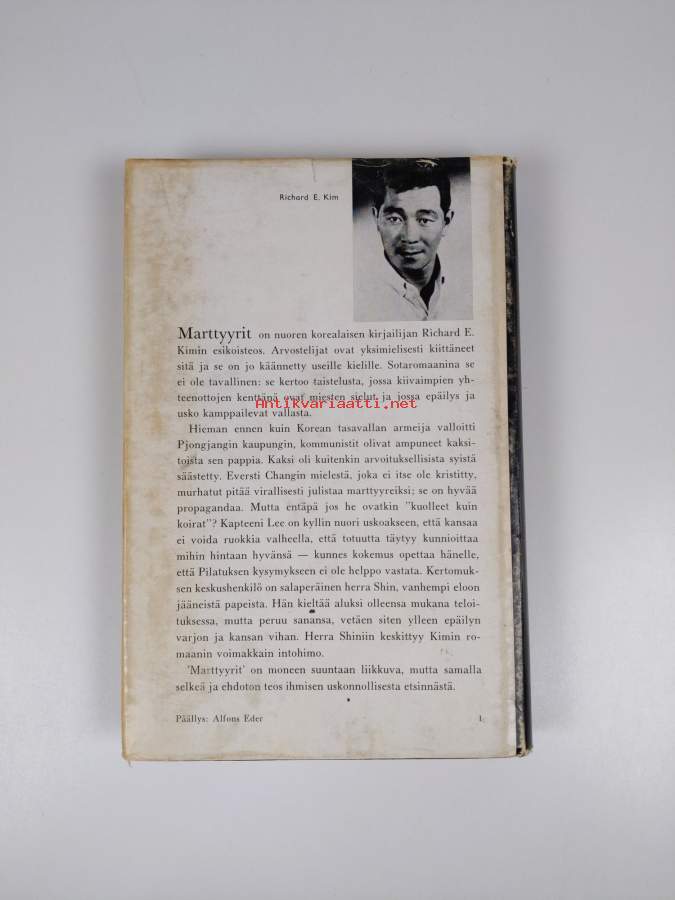 Richard E. Kim
Marttyyrit on nuoren korealaisen kirjailijan Richard E.
Kimin esikoisteos. Arvostelijat ovat yksimielisesti kiittäneet
sitä ja se on jo käännetty useille kielille. Sotaromaanina se
ei ole tavallinen: se kertoo taistelusta, jossa kiivaimpien yh-
teenottojen kenttänä ovat miesten sielut ja jossa epäilys ja
Antikvariaatti.net
usko kamppailevat vallasta.
Hieman ennen kuin Korean tasavallan armeija valloitti
Pjongjangin kaupungin, kommunistit olivat ampuneet kaksi-
toista sen pappia. Kaksi oli kuitenkin arvoituksellisista syistä
säästetty. Eversti Changin mielestä, joka ei itse ole kristitty,
murhatut pitää virallisesti julistaa marttyyreiksi; se on hyvää
propagandaa. Mutta entäpä jos he ovatkin "kuolleet kuin
koirat"? Kapteeni Lee on kyllin nuori uskoakseen, että kansaa
ei voida ruokkia valheella, että totuutta täytyy kunnioittaa
mihin hintaan hyvänsä — kunnes kokemus opettaa hänelle,
että Pilatuksen kysymykseen ei ole helppo vastata. Kertomuk-
sen keskushenkilö on salaperäinen herra Shin, vanhempi eloon
jääneistä papeista. Hän kieltää aluksi olleensa mukana teloi-
tuksessa, mutta peruu sanansa, vetäen siten ylleen epäilyn
varjon ja kansan vihan. Herra Shiniin keskittyy Kimin ro-
maanin voimakkain intohimo.
'Marttyyrit' on moneen suuntaan liikkuva, mutta samalla
selkeä ja ehdoton teos ihmisen uskonnollisesta etsinnästä.
Päällys: Alfons Eder
1